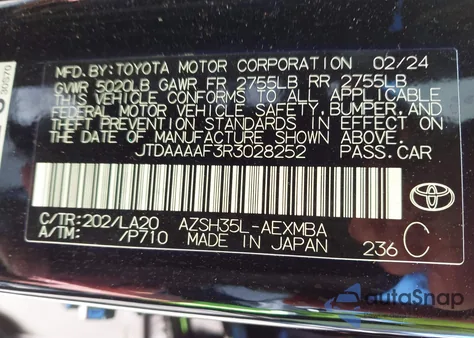 MFD.BY:TOYOTA MOTOR CORPORATION 02/24
GVWR 5020LB GAWR FR 2755LB RR 2755LB
THIS VEHICLE CONFORMS TO ALL APPLICABLE
FEDERAL MOTOR VEHICLE SAFETY, BUMPER, AND
THEFT PREVENTION STANDARDS IN EFFECT ON
THE DATE OF MANUFACTURE SHOWN ABOVE.
JTDAAAAF3R3028252 PASS.CAR
C/TR:202/LA20 AZSH35L-AEXMBA
A/TM: /P710 MADE IN JAPAN 236 C
autoSnap